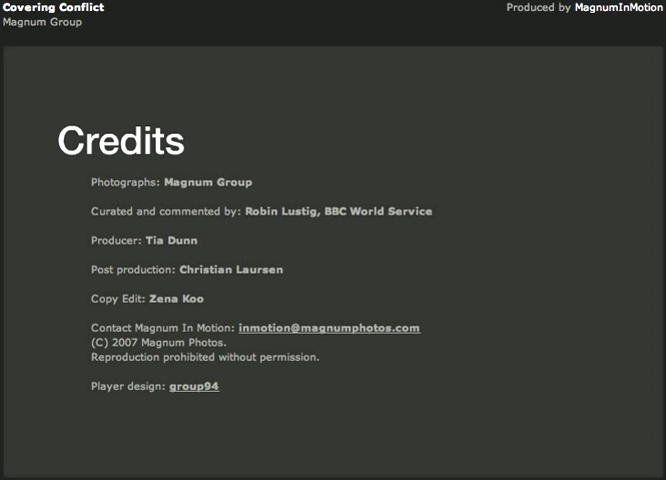 Covering Conflict
Magnum Group
Produced by MagnumInMotion
Credits
Photographs: Magnum Group
Curated and commented by: Robin Lustig, BBC World Service
Producer: Tia Dunn
Post production: Christian Laursen
Copy Edit: Zena Koo
Contact Magnum In Motion: inmotion@magnumphotos.com
(C) 2007 Magnum Photos.
Reproduction prohibited without permission.
Player design: group94